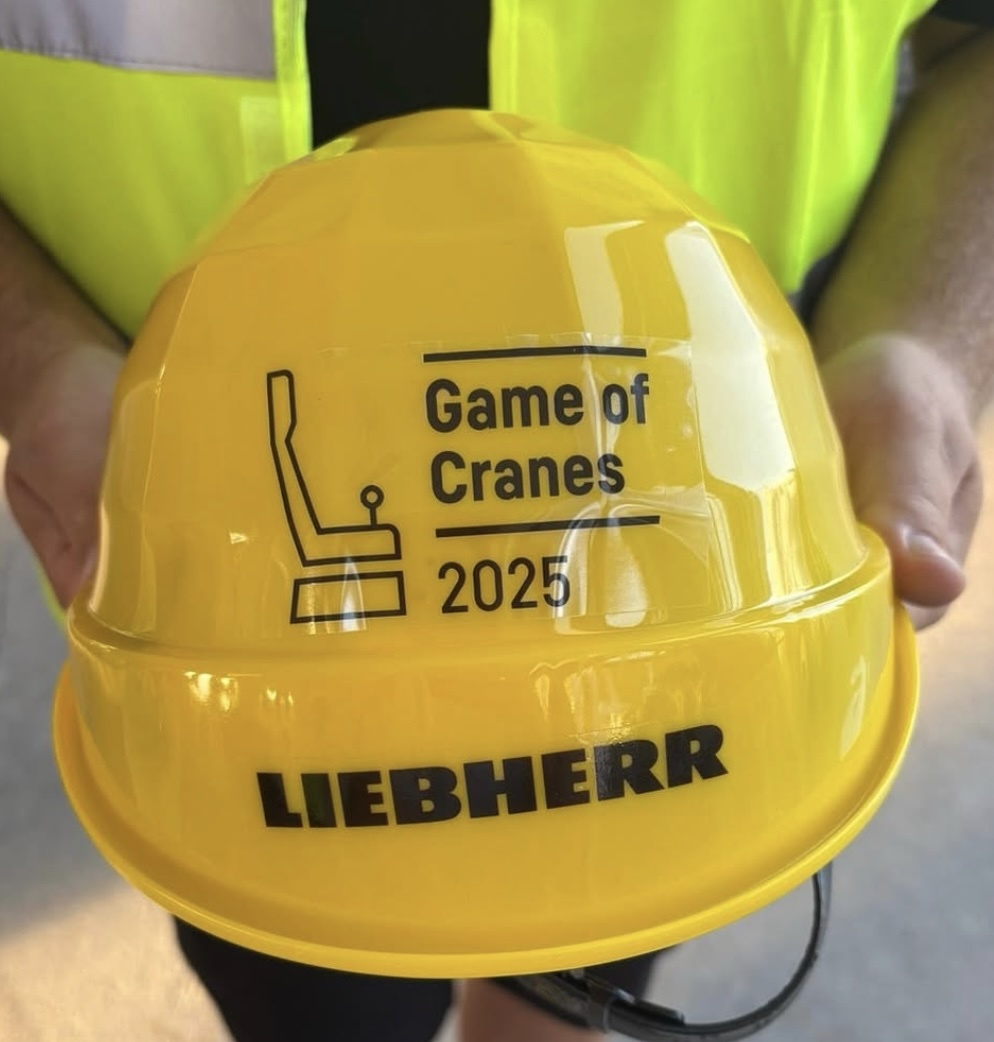 Game of
Cranes
2025
LIEBHERR